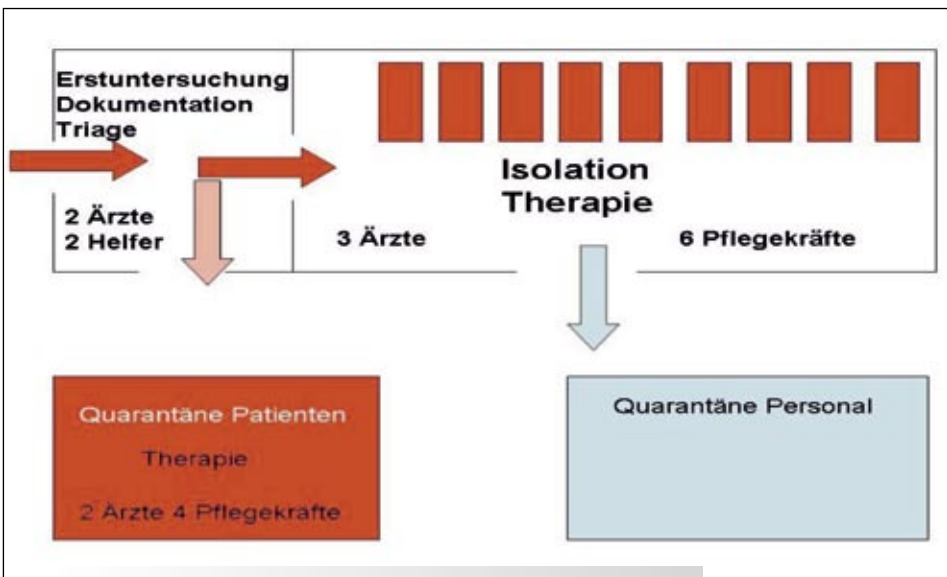 Erstuntersuchung
Dokumentation
Triage
2 Ärzte
2 Helfer
Isolation
Therapie
3 Ärzte
6 Pflegekräfte
Quarantäne Patienten
Therapie
2 Ärzte 4 Pflegekräfte
Quarantäne Personal